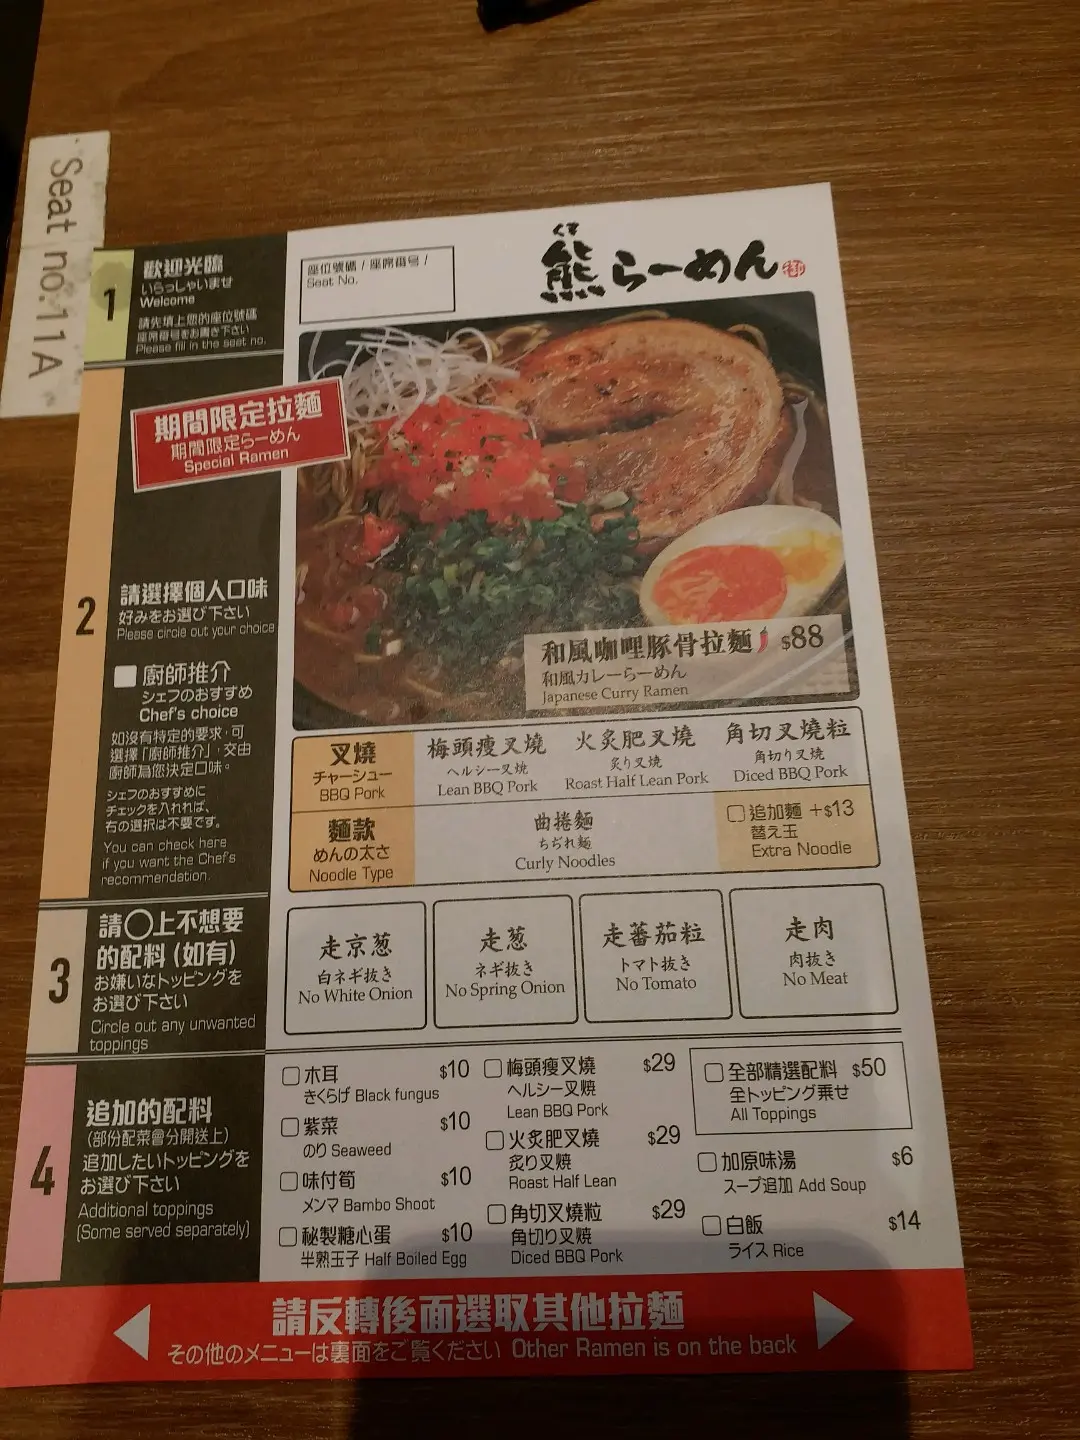 Seat no.11A
1
歡迎光臨
いらっしゃいませ
Welcome
請先填上您的座位號碼
座席番号をお書き下さい
Please fill in the seat no.
座位號碼 / 座席番号 /
Seat No.
くま
熊らーめん
御
期間限定拉麵
期間限定らーめん
Special Ramen
2
請選擇個人口味
好みをお選び下さい
Please circle out your choice
廚師推介
シェフのおすすめ
Chef's choice
如沒有特定的要求，可
選擇「廚師推介」，交由
廚師為您決定口味。
シェフのおすすめに
チェックを入れれば、
右の選択は不要です。
You can check here
if you want the Chef's
recommendation.
和風咖哩豚骨拉麵 $88
和風カレーらーめん
Japanese Curry Ramen
叉燒
チャーシュー
BBQ Pork
梅頭瘦叉燒
ヘルシー叉焼
Lean BBQ Pork
火炙肥叉燒
炙り叉焼
Roast Half Lean Pork
角切叉燒粒
角切り叉焼
Diced BBQ Pork
麵款
めんの太さ
Noodle Type
曲捲麵
ちぢれ麺
Curly Noodles
追加麵 +$13
替え玉
Extra Noodle
3
請〇上不想要
的配料（如有）
お嫌いなトッピングを
お選び下さい
Circle out any unwanted
toppings
走京葱
白ネギ抜き
No White Onion
走葱
ネギ抜き
No Spring Onion
走蕃茄粒
トマト抜き
No Tomato
走肉
肉抜き
No Meat
4
追加的配料
（部份配菜會分開送上）
追加したいトッピングを
お選び下さい
Additional toppings
(Some served separately)
木耳 $10
きくらげ Black fungus
紫菜 $10
のり Seaweed
味付筍 $10
メンマ Bambo Shoot
秘製糖心蛋 $10
半熟玉子 Half Boiled Egg
梅頭瘦叉燒 $29
ヘルシー叉焼
Lean BBQ Pork
火炙肥叉燒 $29
炙り叉焼
Roast Half Lean
角切叉燒粒 $29
角切り叉焼
Diced BBQ Pork
全部精選配料 $50
全トッピング乗せ
All Toppings
加原味湯 $6
スープ追加 Add Soup
白飯 $14
ライス Rice
請反轉後面選取其他拉麵
その他のメニューは裏面をご覧ください Other Ramen is on the back